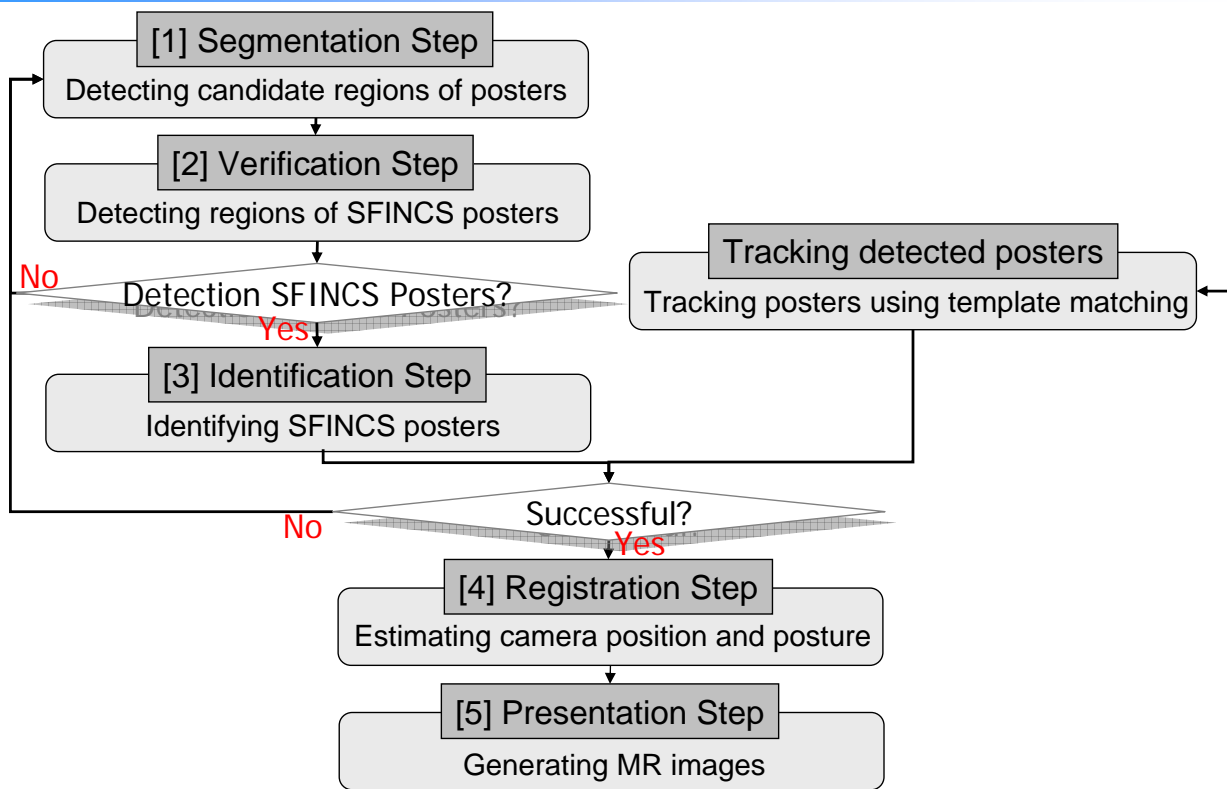 [1] Segmentation Step
Detecting candidate regions of posters
[2] Verification Step
Detecting regions of SFINCS posters
No
Detection SFINCS Posters?
Yes
[3] Identification Step
Identifying SFINCS posters
Tracking detected posters
Tracking posters using template matching
Successful?
No
Yes
[4] Registration Step
Estimating camera position and posture
[5] Presentation Step
Generating MR images